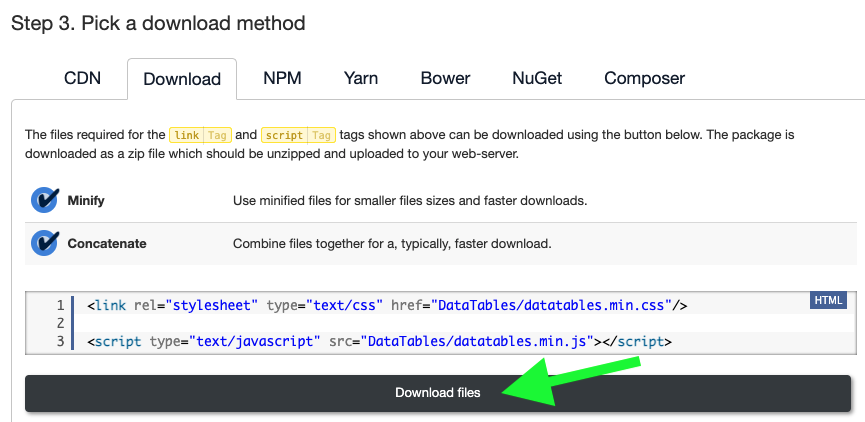 Step 3. Pick a download method
CDN Download NPM Yarn Bower NuGet Composer
The files required for the link Tag and script Tag tags shown above can be downloaded using the button below. The package is
downloaded as a zip file which should be unzipped and uploaded to your web-server.
Minify Use minified files for smaller files sizes and faster downloads.
Concatenate Combine files together for a, typically, faster download.
HTML
1 <link rel="stylesheet" type="text/css" href="DataTables/datatables.min.css"/>
2
3 <script type="text/javascript" src="DataTables/datatables.min.js"></script>
Download files